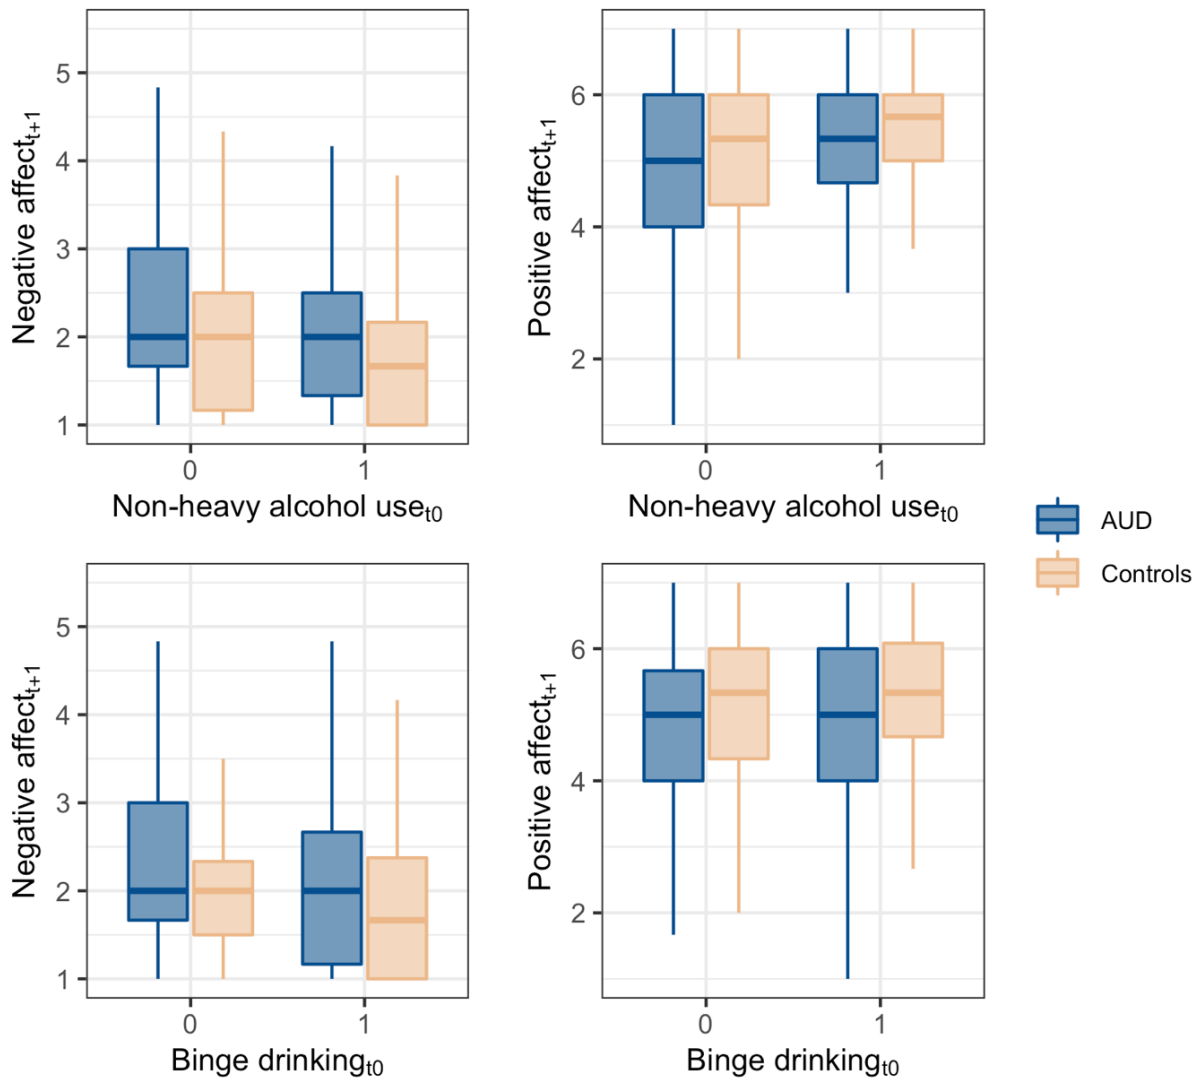 Negative affectt+1
5
4
3
2
1
0 1
Non-heavy alcohol uset0
Positive affectt+1
6
4
2
0 1
Non-heavy alcohol uset0
Negative affectt+1
5
4
3
2
1
0 1
Binge drinkingt0
Positive affectt+1
6
4
2
0 1
Binge drinkingt0
AUD
Controls